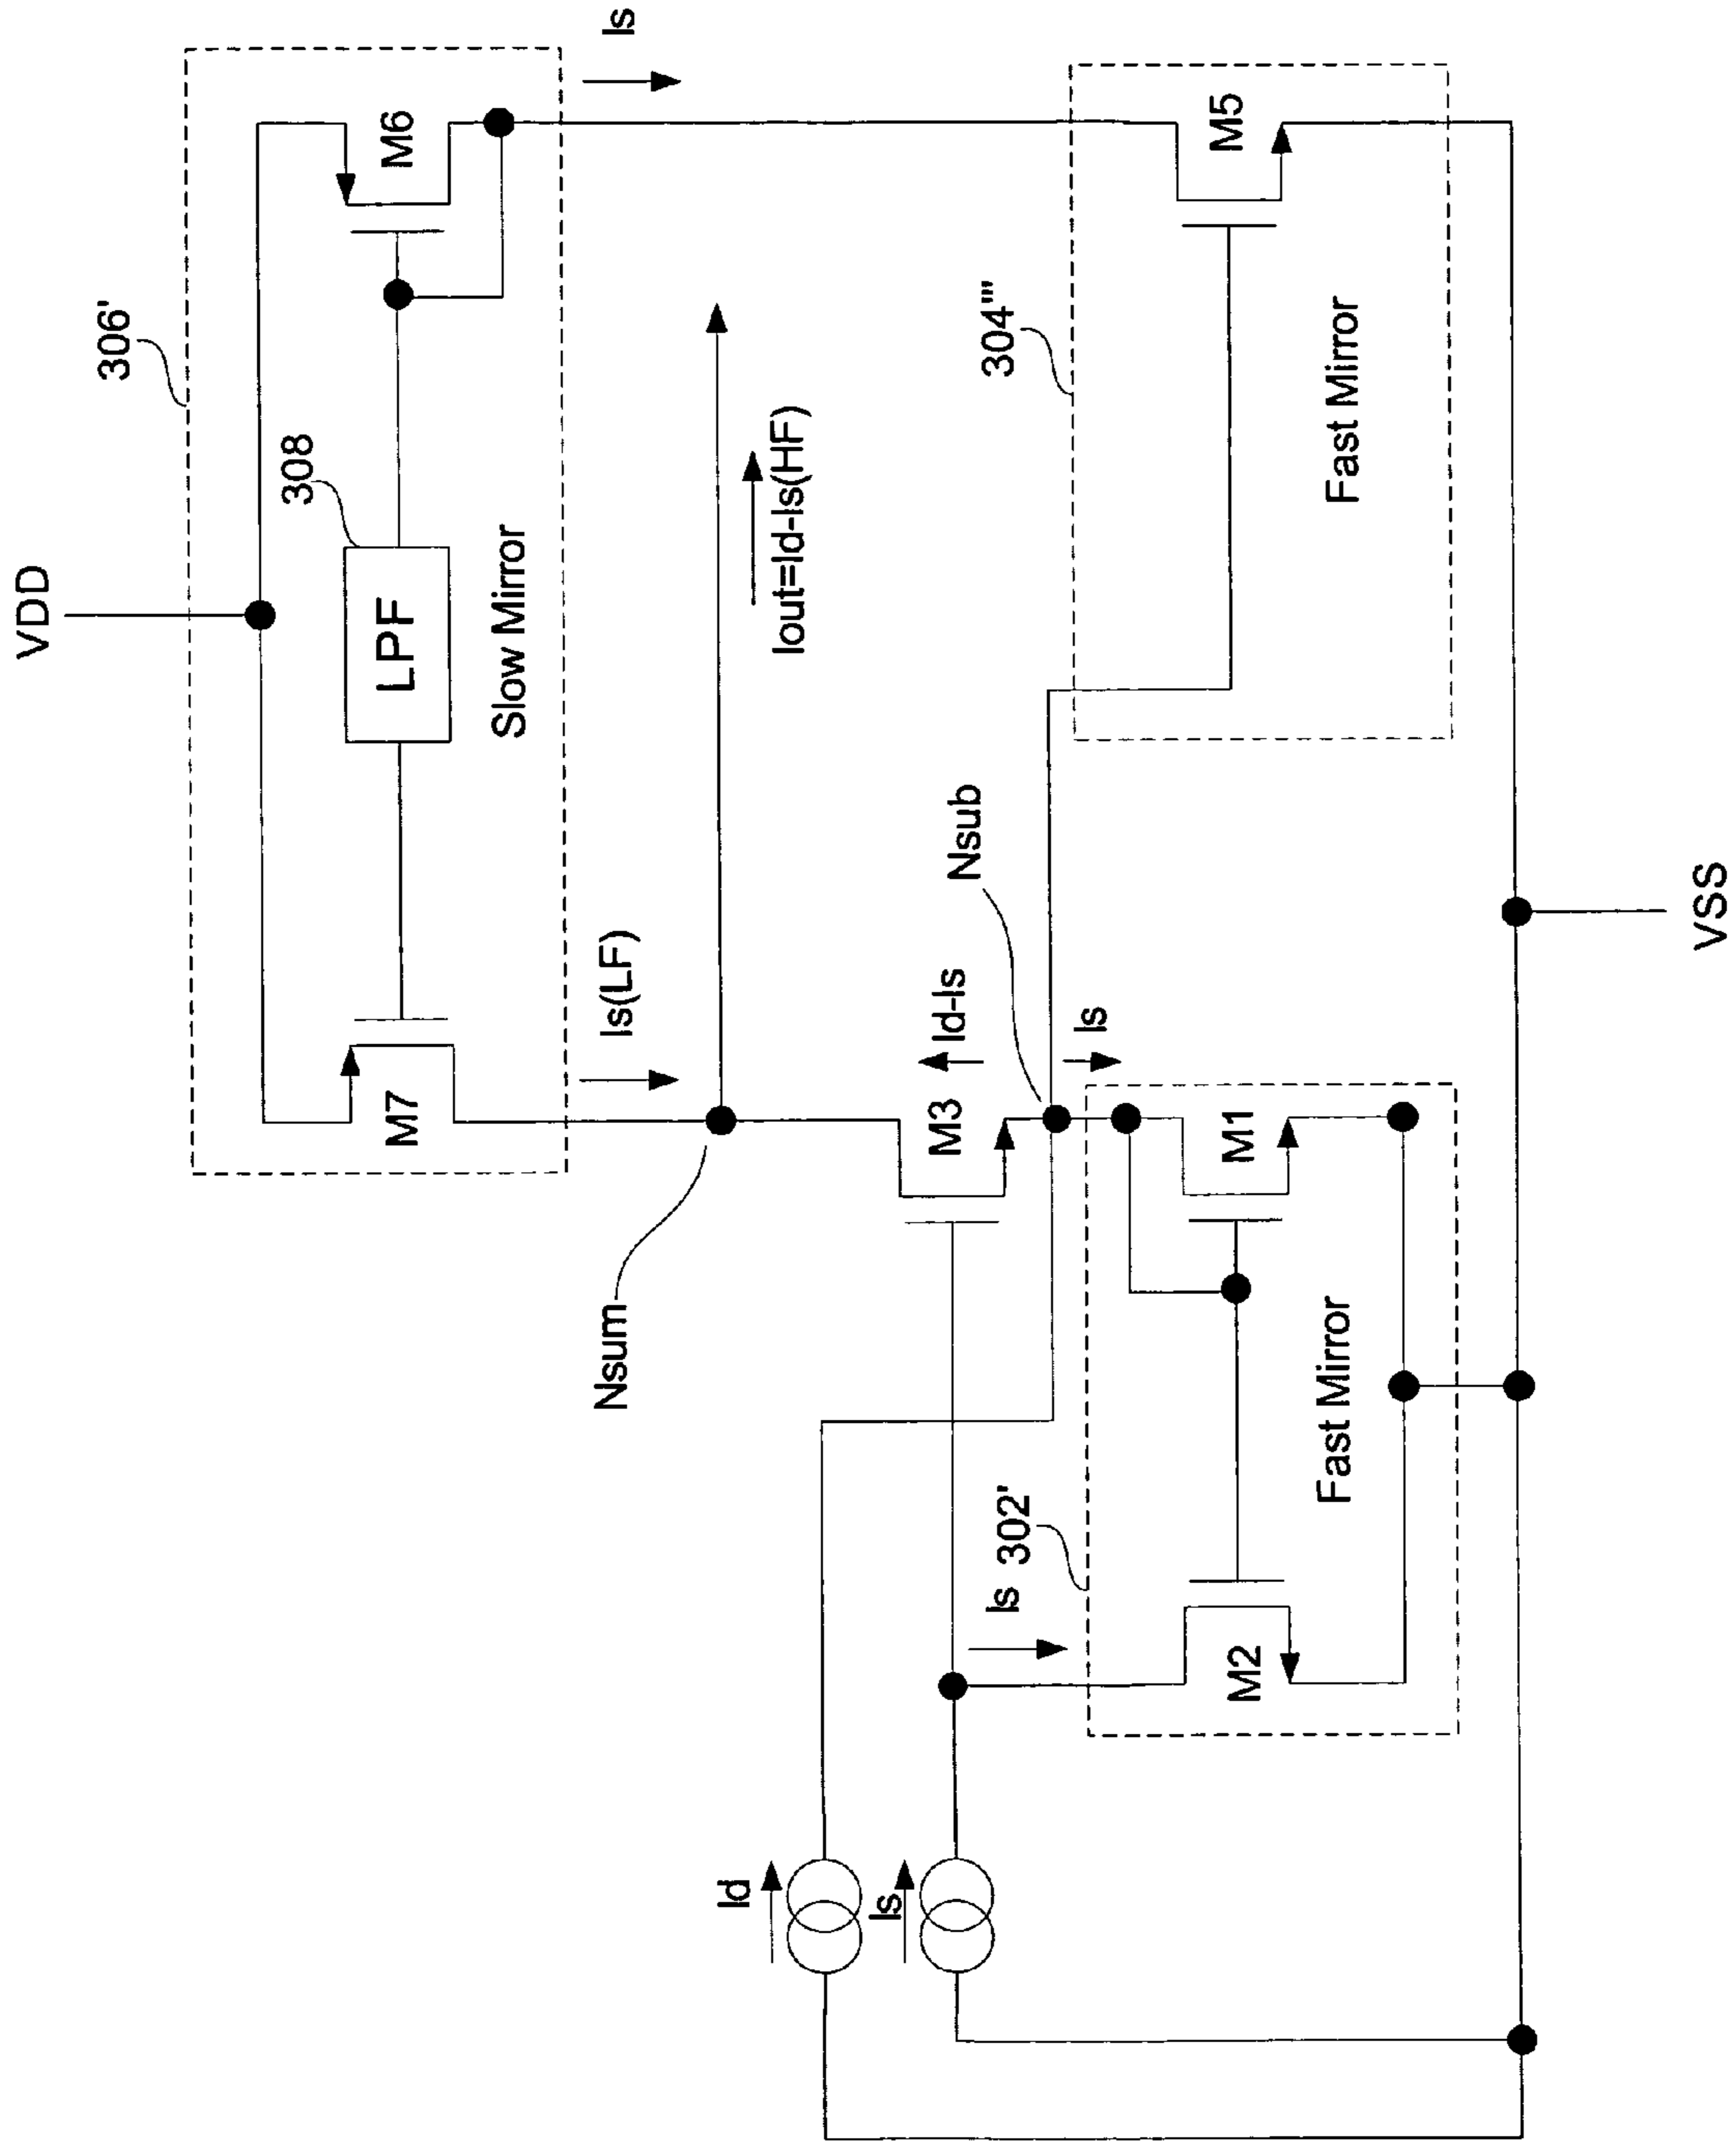 VDD
306'
308
LPF
M7
M6
Slow Mirror
Is(LF)
Is
Nsum
Iout=Id-Is(HF)
Id
Is
M3
Id-Is
Nsub
Is
Is
302'
M2
M1
Fast Mirror
304'''
M5
Fast Mirror
VSS